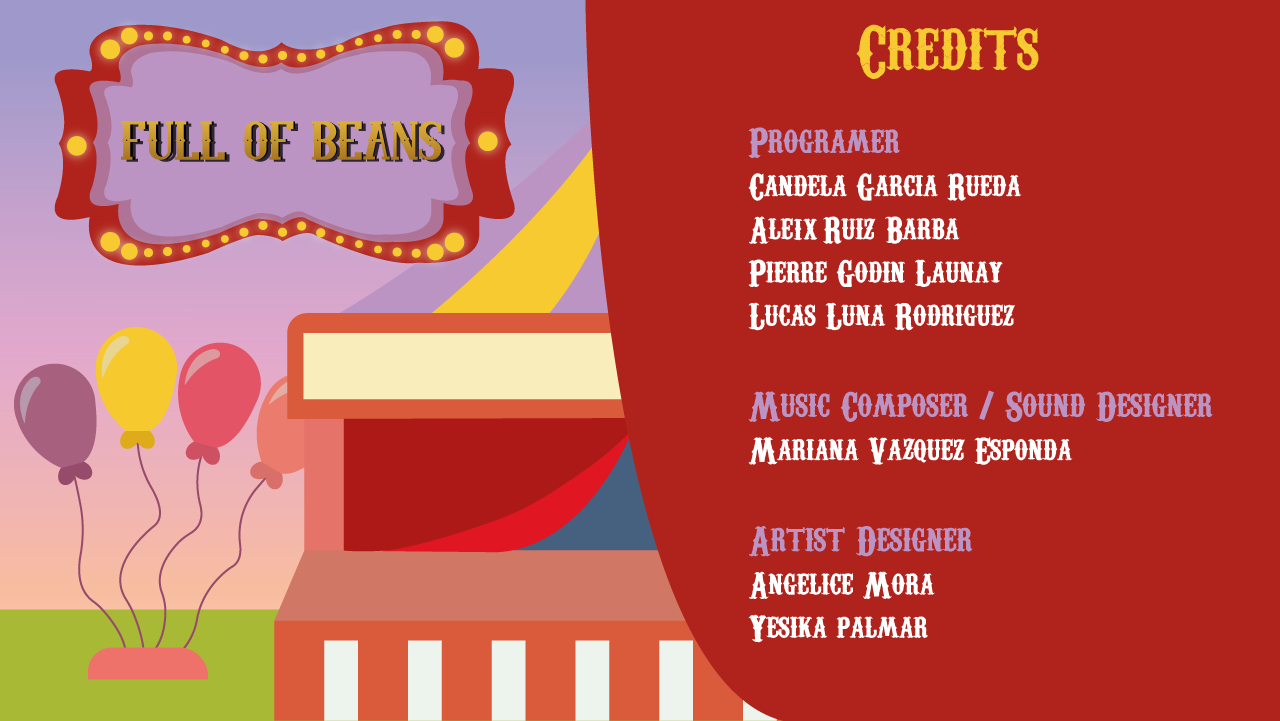 FULL OF BEANS
CREDITS
PROGRAMER
CANDELA GARCIA RUEDA
ALEIX RUIZ BARBA
PIERRE GODIN LAUNAY
LUCAS LUNA RODRIGUEZ
MUSIC COMPOSER / SOUND DESIGNER
MARIANA VAZQUEZ ESPONDA
ARTIST DESIGNER
ANGELICE MORA
YESIKA PALMAR